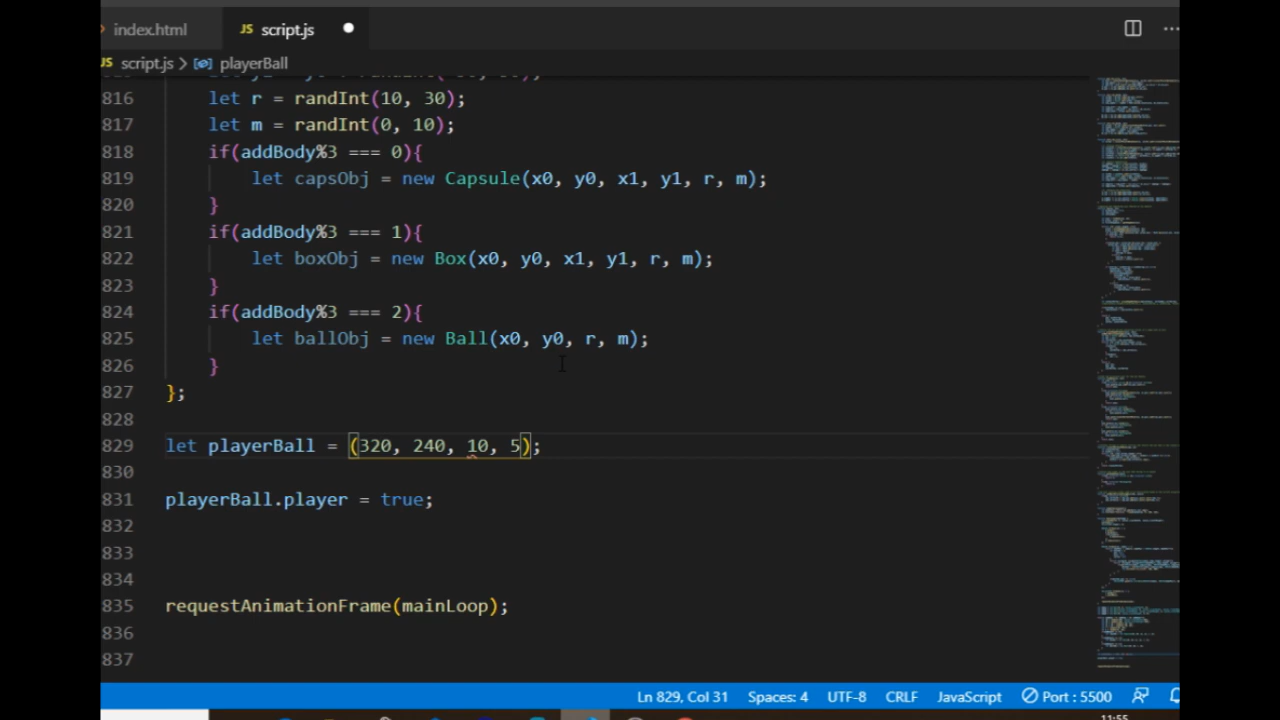 index.html
JS script.js
JS script.js > playerBall
816 let r = randInt(10, 30);
817 let m = randInt(0, 10);
818 if(addBody%3 === 0){
819 let capsObj = new Capsule(x0, y0, x1, y1, r, m);
820 }
821 if(addBody%3 === 1){
822 let boxObj = new Box(x0, y0, x1, y1, r, m);
823 }
824 if(addBody%3 === 2){
825 let ballObj = new Ball(x0, y0, r, m);
826 }
827 };
828
829 let playerBall = (320, 240, 10, 5);
830
831 playerBall.player = true;
832
833
834
835 requestAnimationFrame(mainLoop);
836
837
Ln 829, Col 31 Spaces: 4 UTF-8 CRLF JavaScript Port : 5500
11:55